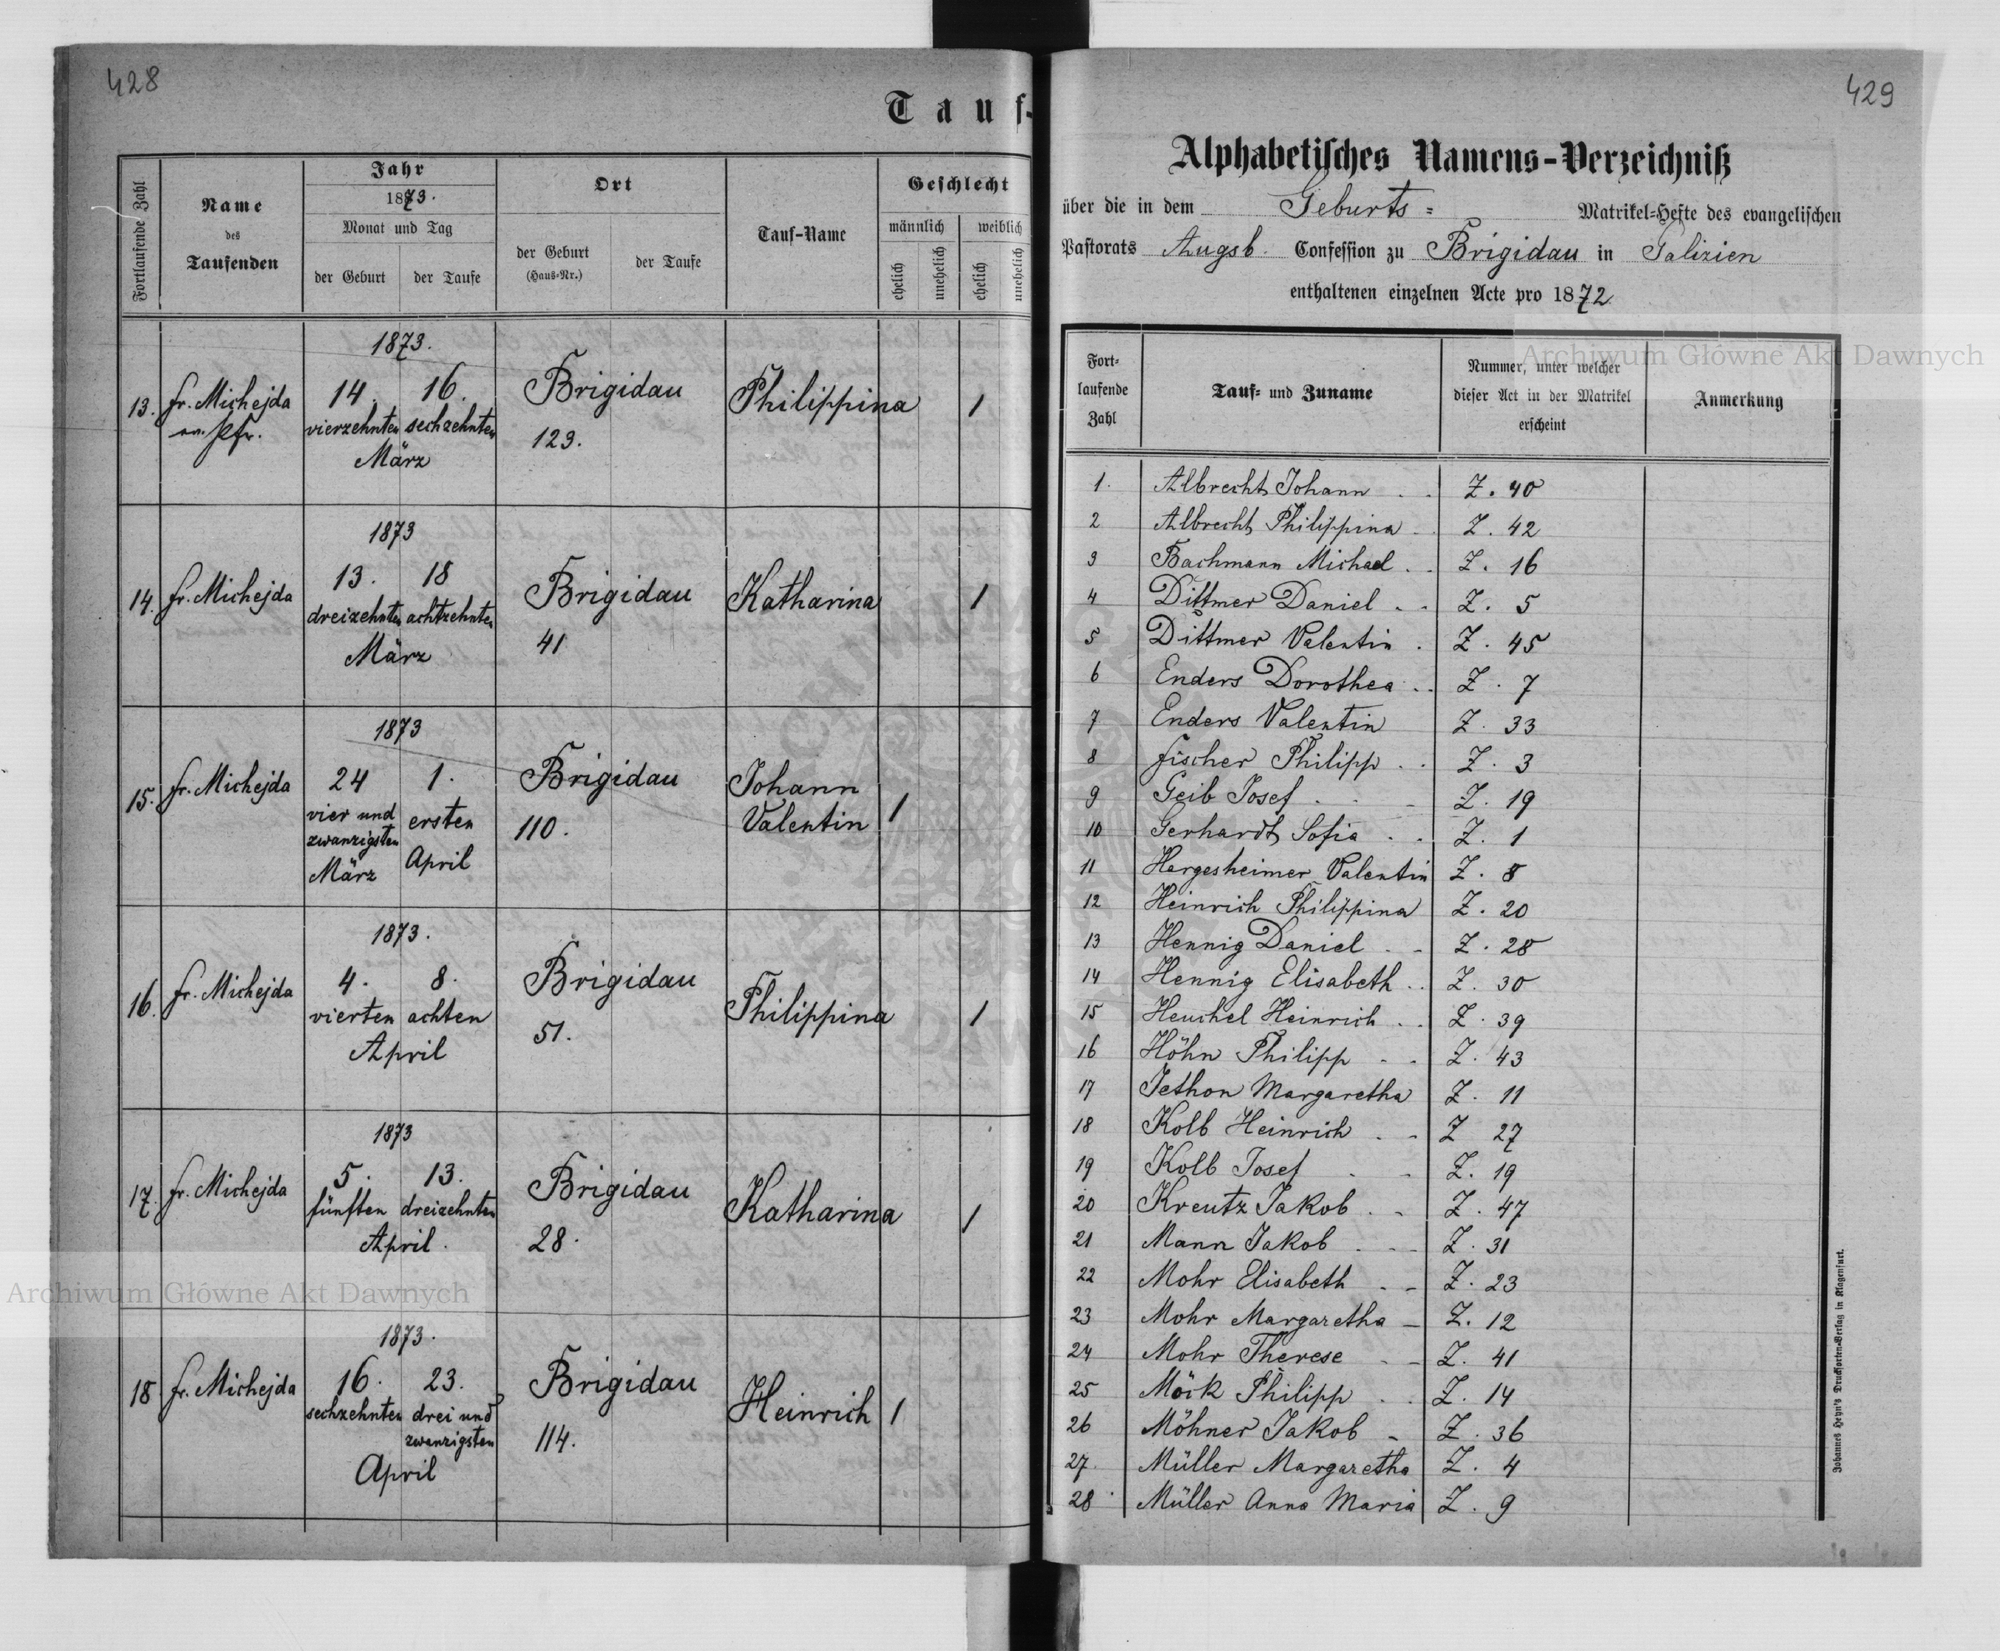 428
Tauf-
Fortlaufende Zahl
Name
des
Taufenden
Jahr
1873.
Monat und Tag
der Geburt
der Taufe
Ort
der Geburt
(Haus-Nr.)
der Taufe
Tauf-Name
Geschlecht
männlich
weiblich
ehelich
unehelich
ehelich
unehelich
1873.
13. Fr. Michejda 14. 16. Brigidau Philippina 1
ev. Pfr. vierzehnten sechzehnten 123.
März
1873
14. Fr. Michejda 13. 18 Brigidau Katharina 1
dreizehnten achtzehnten 41
März
1873
15. Fr. Michejda 24 1. Brigidau Johann
vier und ersten 110. Valentin 1
zwanzigsten
März April
1873.
16. Fr. Michejda 4. 8. Brigidau Philippina 1
vierten achten 51.
April
1873
17. Fr. Michejda 5. 13. Brigidau Katharina 1
fünften dreizehnten 28.
April.
1873.
18 Fr. Michejda 16. 23. Brigidau Heinrich 1
sechzehnten drei und 114.
zwanzigsten
April
Archiwum Główne Akt Dawnych
429
Alphabetisches Namens-Verzeichniß
über die in dem Geburts= Matrikel-Hefte des evangelischen
Pastorats Augsb. Confession zu Brigidau in Galizien
enthaltenen einzelnen Acte pro 1872
Archiwum Główne Akt Dawnych
Fort-
laufende
Zahl
Tauf- und Zuname
Nummer, unter welcher
dieser Act in der Matrikel
erscheint
Anmerkung
1. Albrecht Johann . . Z. 40
2 Albrecht Philippina . Z. 42
3 Bachmann Michael . . Z. 16
4 Dittmer Daniel . . Z. 5
5 Dittmer Valentin . Z. 45
6 Enders Dorothea . . Z. 7
7 Enders Valentin Z. 33
8 Fischer Philipp . . Z. 3
9 Geib Josef . . . Z. 19
10 Gerhardt Sofia . . Z. 1
11 Hargesheimer Valentin Z. 8
12 Heinrich Philippina Z. 20
13 Hennig Daniel . . Z. 28
14 Hennig Elisabeth . . Z. 30
15 Heuchel Heinrich . . Z. 39
16 Höhn Philipp . . Z. 43
17 Jethon Margaretha Z. 11
18 Kolb Heinrich . . Z 27
19 Kolb Josef . . Z. 19
20 Kreutz Jakob . . Z. 47
21 Mann Jakob . . . Z. 31
22 Mohr Elisabeth . . Z. 23
23 Mohr Margaretha - Z. 12
24 Mohr Therese . . Z. 41
25 Möck Philipp . . Z. 14
26 Möhner Jakob - Z. 36
27. Müller Margaretha Z. 4
28. Müller Anna Maria Z. 9
Johannes Heyn's Drucksorten-Verlag in Klagenfurt.